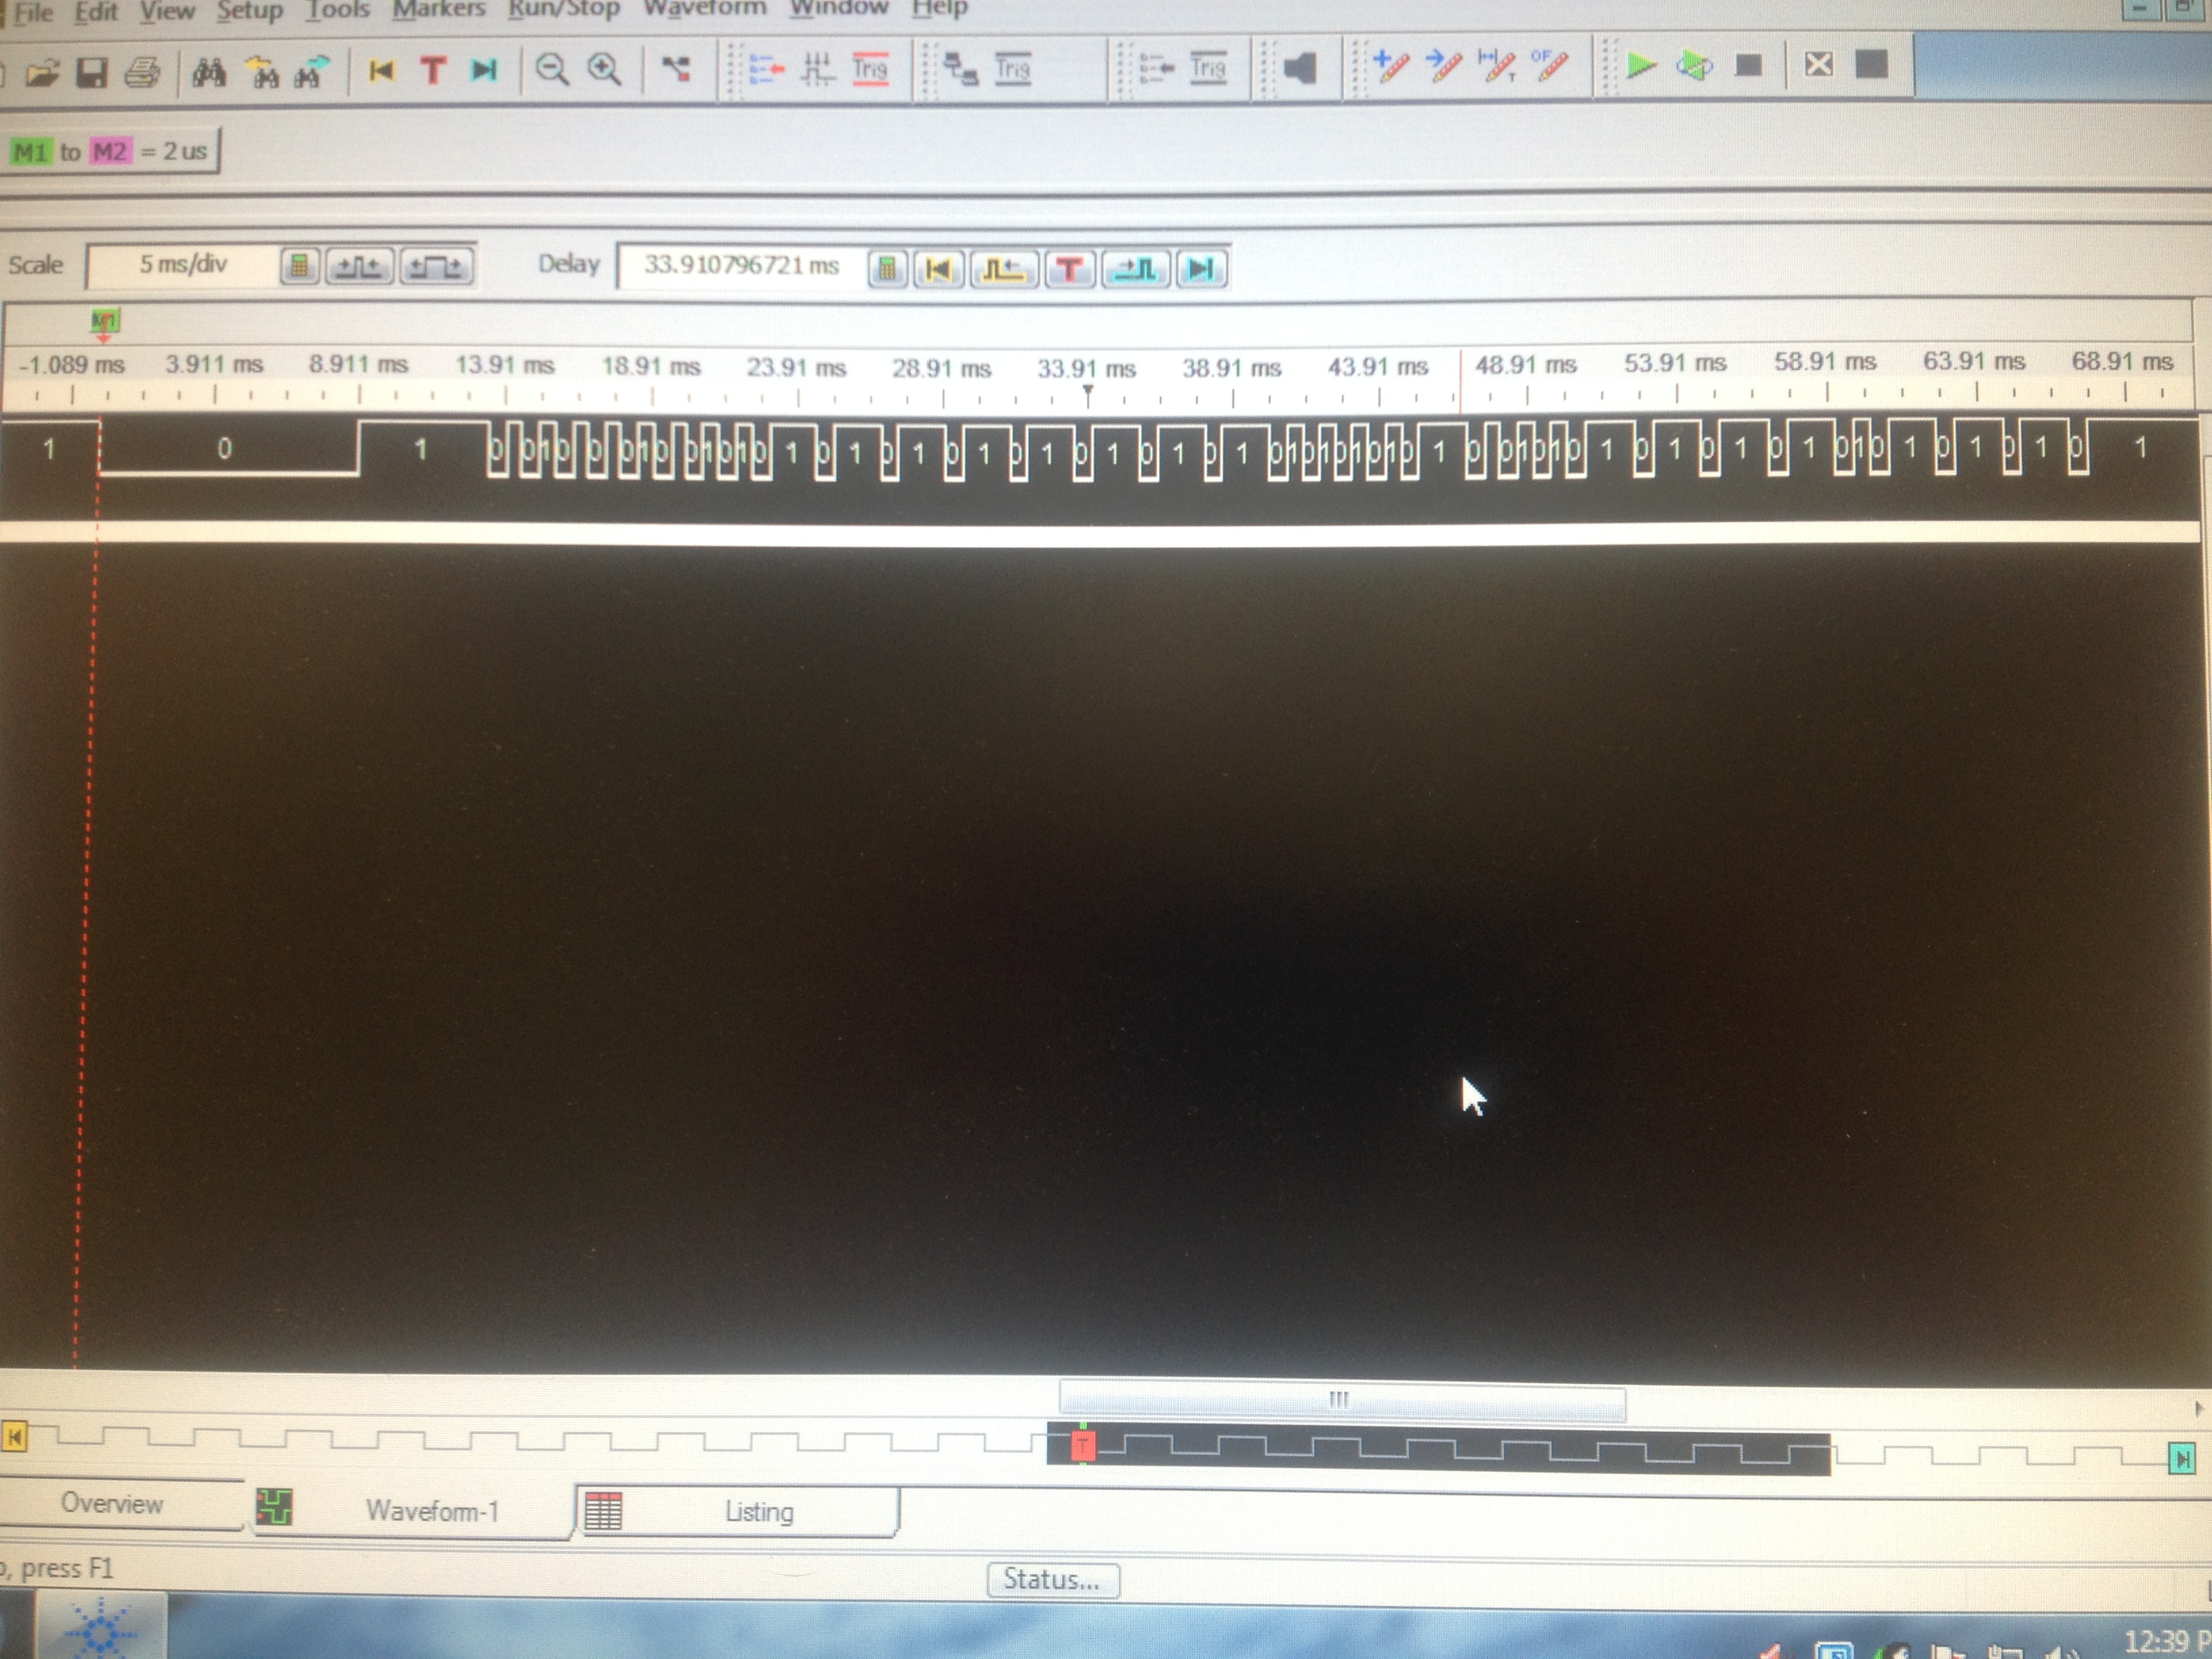 File Edit View Setup Tools Markers Run/Stop Waveform Window Help
T Trig Trig Trig T OF
M1 to M2 = 2 us
Scale 5 ms/div Delay 33.910796721 ms T
M1
-1.089 ms 3.911 ms 8.911 ms 13.91 ms 18.91 ms 23.91 ms 28.91 ms 33.91 ms 38.91 ms 43.91 ms 48.91 ms 53.91 ms 58.91 ms 63.91 ms 68.91 ms
1 0 1 0 0 1 0 0 0 1 0 0 1 0 1 0 1 0 1 0 1 0 1 0 1 0 1 0 1 0 1 0 1 0 1 0 1 0 1 0 1 0 1 0 0 1 0 1 0 1 0 1 0 1 0 1 0 1 0 1 0 1 0 1 0 1
T
Overview Waveform-1 Listing
p, press F1
Status...
12:39 P